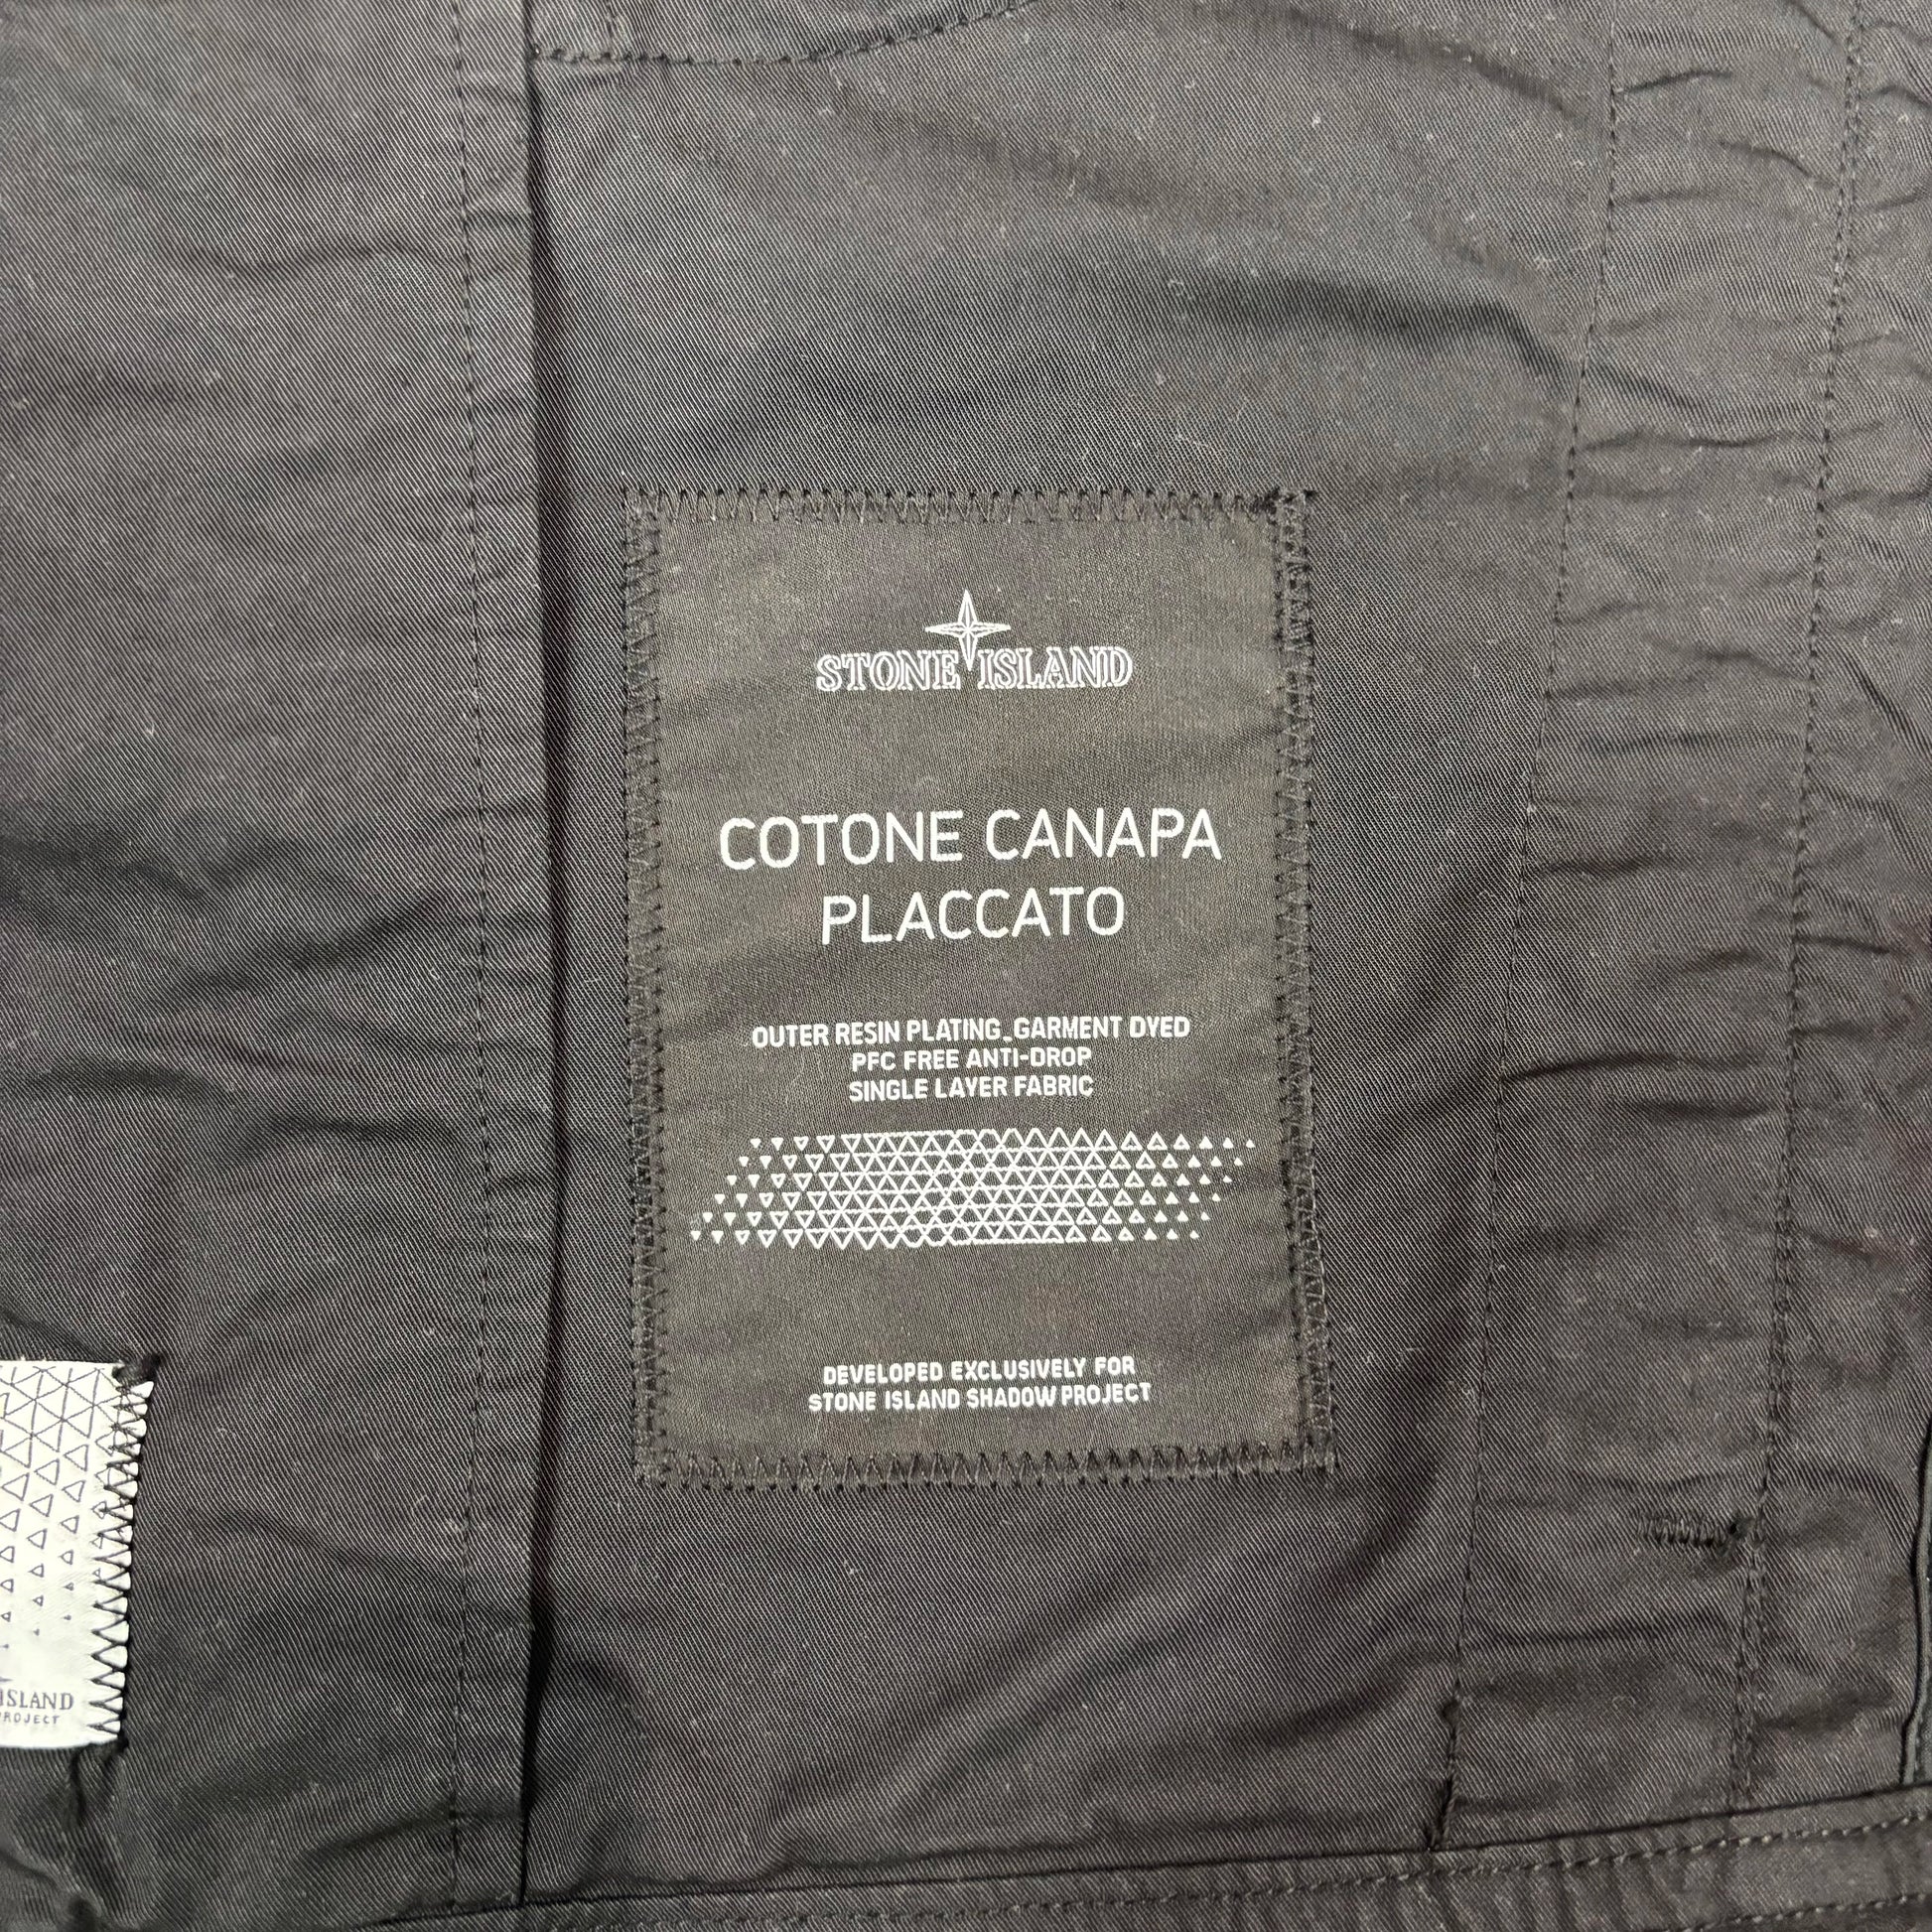 STONE ISLAND
COTONE CANAPA
PLACCATO
OUTER RESIN PLATING_GARMENT DYED
PFC FREE ANTI-DROP
SINGLE LAYER FABRIC
DEVELOPED EXCLUSIVELY FOR
STONE ISLAND SHADOW PROJECT
ISLAND
PROJECT